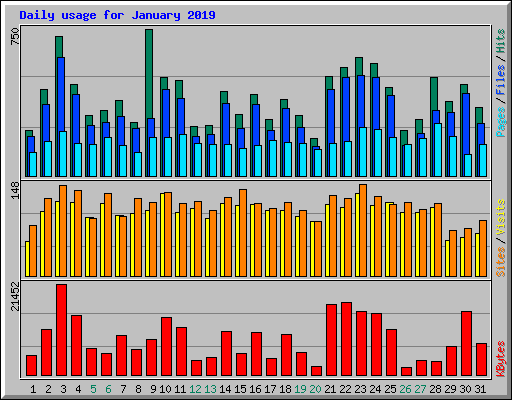 Daily usage for January 2019
750
Pages/Files/Hits
148
Sites/Visits
21452
KBytes
1 2 3 4 5 6 7 8 9 10 11 12 13 14 15 16 17 18 19 20 21 22 23 24 25 26 27 28 29 30 31